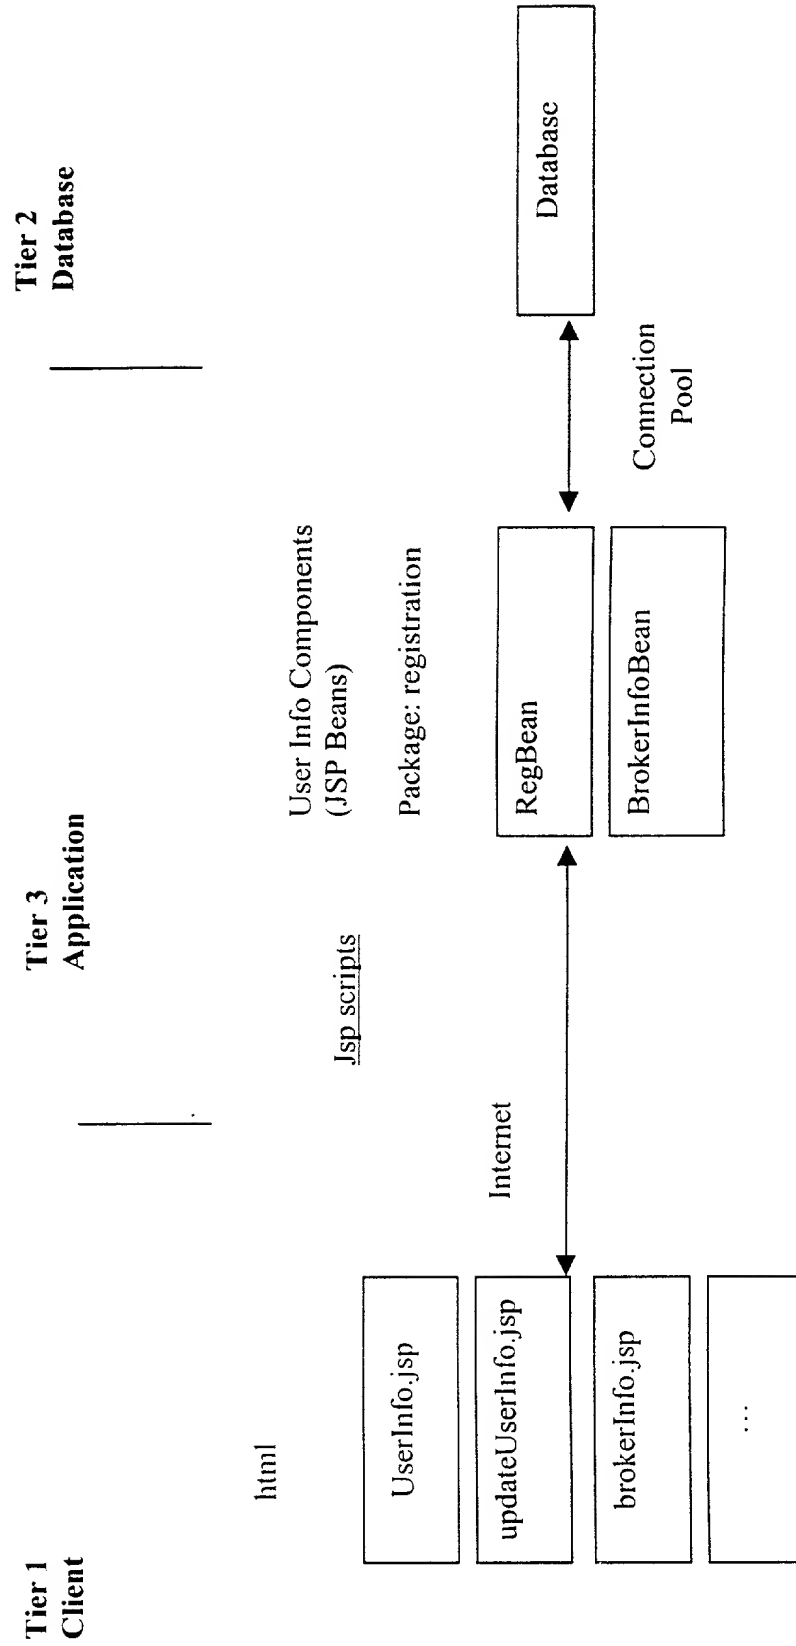 Tier 1
Client
Tier 3
Application
Tier 2
Database
html
Jsp scripts
User Info Components
(JSP Beans)
Package: registration
UserInfo.jsp
updateUserInfo.jsp
brokerInfo.jsp
...
Internet
RegBean
BrokerInfoBean
Connection
Pool
Database